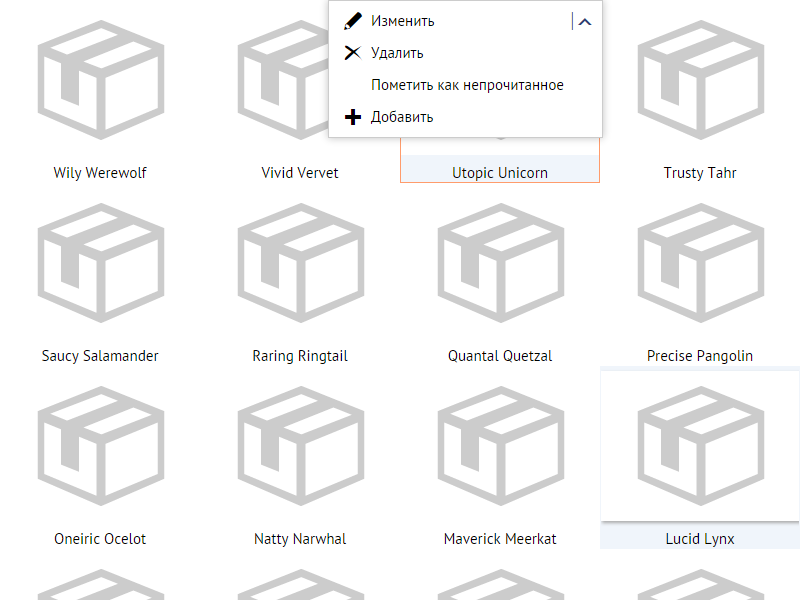 Изменить
Удалить
Пометить как непрочитанное
Добавить
Wily Werewolf
Vivid Vervet
Utopic Unicorn
Trusty Tahr
Saucy Salamander
Raring Ringtail
Quantal Quetzal
Precise Pangolin
Oneiric Ocelot
Natty Narwhal
Maverick Meerkat
Lucid Lynx